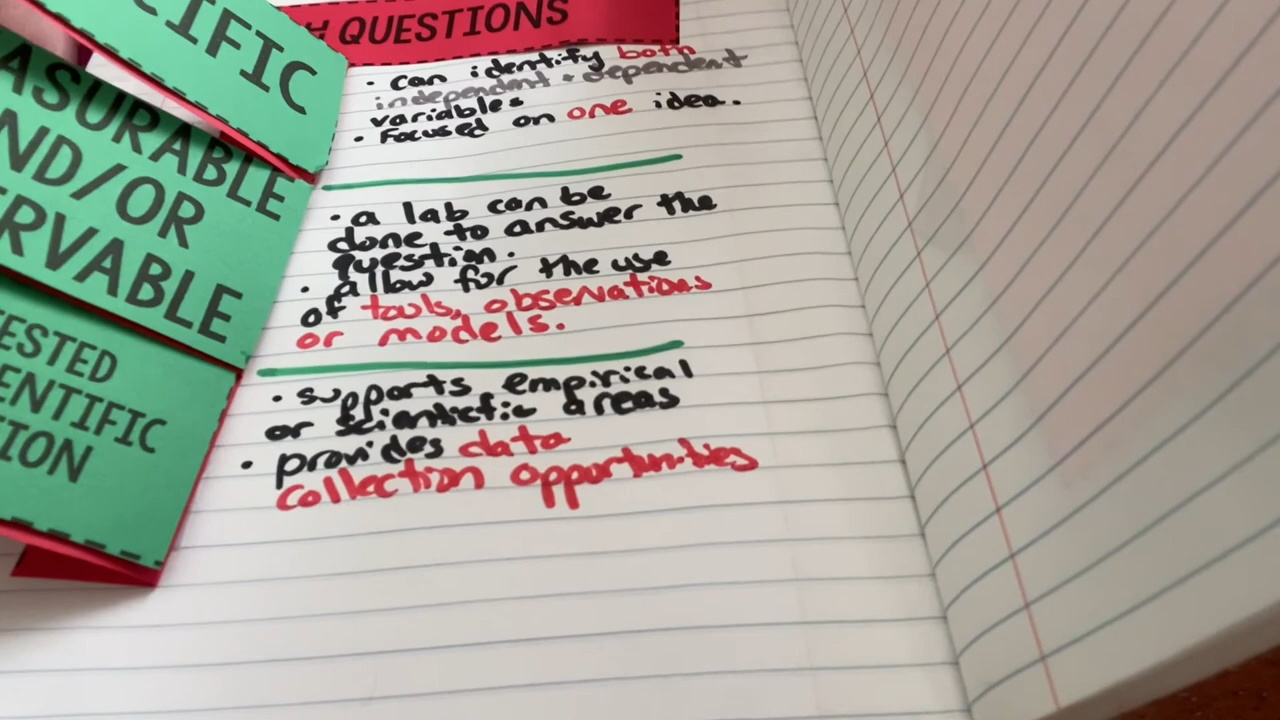 H QUESTIONS
CIFIC
• can identify both
independent + dependent
variables
• Focused on one idea.
ASURABLE
ND/OR
ERVABLE
• a lab can be
done to answer the
question.
• allow for the use
of tools, observations
or models.
ESTED
ENTIFIC
ION
• supports empirical
or scientific areas
• provides data
collection opportunities